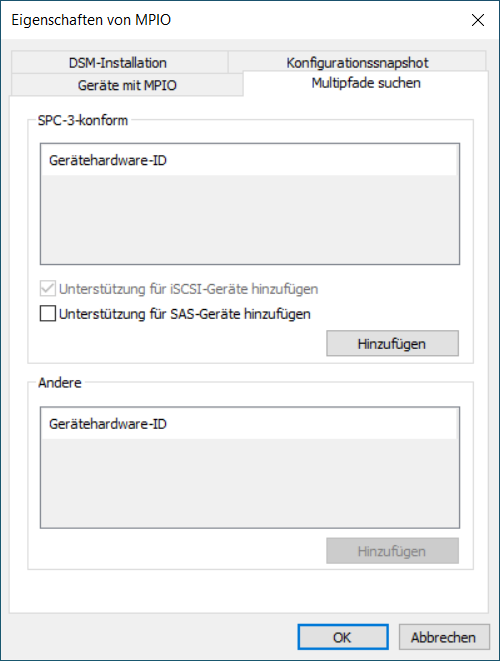 Eigenschaften von MPIO
DSM-Installation
Konfigurationssnapshot
Geräte mit MPIO
Multipfade suchen
SPC-3-konform
Gerätehardware-ID
Unterstützung für iSCSI-Geräte hinzufügen
Unterstützung für SAS-Geräte hinzufügen
Hinzufügen
Andere
Gerätehardware-ID
Hinzufügen
OK
Abbrechen